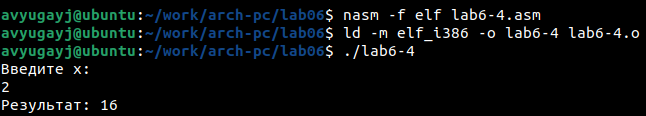 avyugayj@ubuntu:~/work/arch-pc/lab06$ nasm -f elf lab6-4.asm
avyugayj@ubuntu:~/work/arch-pc/lab06$ ld -m elf_i386 -o lab6-4 lab6-4.o
avyugayj@ubuntu:~/work/arch-pc/lab06$ ./lab6-4
Введите x:
2
Результат: 16